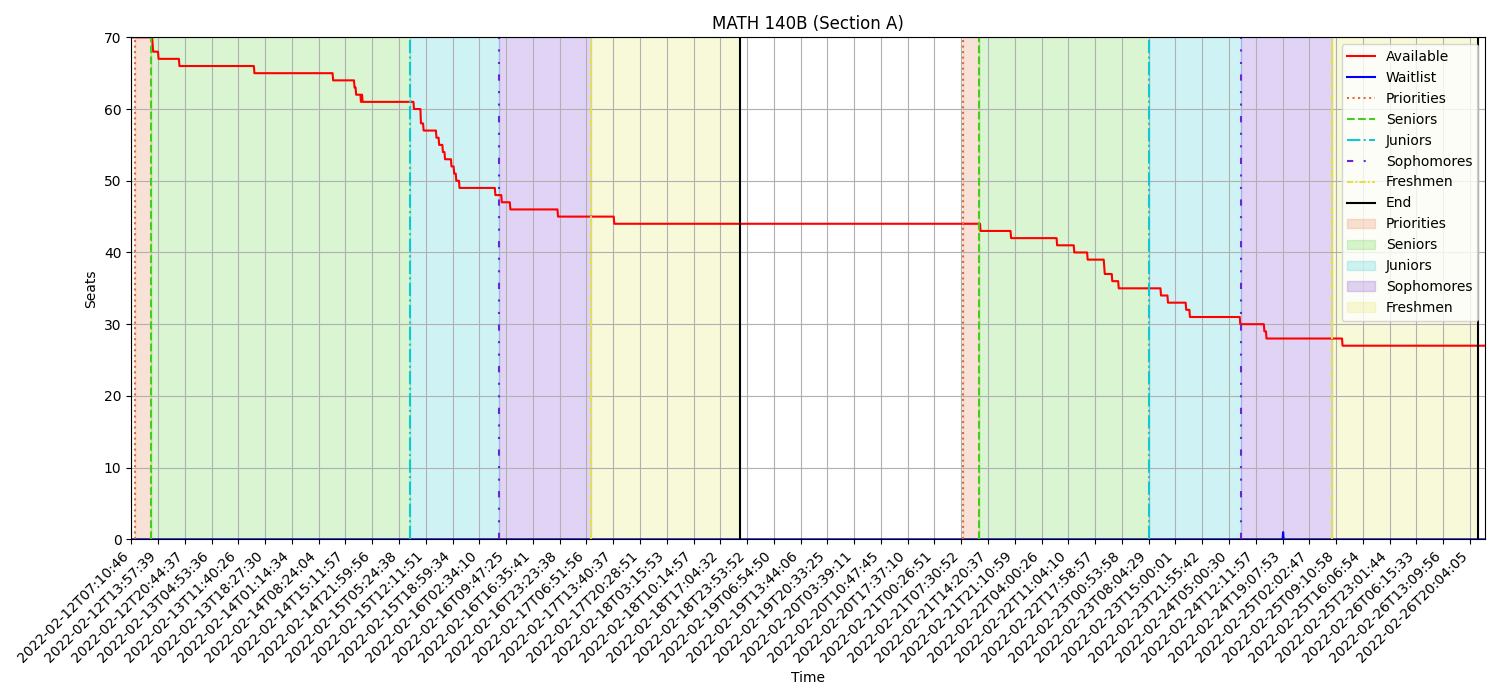 MATH 140B (Section A)
70
60
50
40
30
20
10
0
Seats
Available
Waitlist
Priorities
Seniors
Juniors
Sophomores
Freshmen
End
Priorities
Seniors
Juniors
Sophomores
Freshmen
2022-02-12T07:10:46
2022-02-12T13:57:39
2022-02-12T20:44:37
2022-02-13T04:53:36
2022-02-13T11:40:26
2022-02-13T18:27:30
2022-02-14T01:14:34
2022-02-14T08:24:04
2022-02-14T15:11:57
2022-02-14T21:59:56
2022-02-15T05:24:38
2022-02-15T12:11:51
2022-02-15T18:59:34
2022-02-16T02:34:10
2022-02-16T09:47:25
2022-02-16T16:35:41
2022-02-16T23:23:38
2022-02-17T06:51:56
2022-02-17T13:40:37
2022-02-17T20:28:51
2022-02-18T03:15:53
2022-02-18T10:14:57
2022-02-18T17:04:32
2022-02-18T23:53:52
2022-02-19T06:54:50
2022-02-19T13:44:06
2022-02-19T20:33:25
2022-02-20T03:39:11
2022-02-20T10:47:45
2022-02-20T17:37:10
2022-02-21T00:26:51
2022-02-21T07:30:52
2022-02-21T14:20:37
2022-02-21T21:10:59
2022-02-22T04:00:26
2022-02-22T11:04:10
2022-02-22T17:58:57
2022-02-23T00:53:58
2022-02-23T08:04:29
2022-02-23T15:00:01
2022-02-23T21:55:42
2022-02-24T05:00:30
2022-02-24T12:11:57
2022-02-24T19:07:53
2022-02-25T02:02:47
2022-02-25T09:10:58
2022-02-25T16:06:54
2022-02-25T23:01:44
2022-02-26T06:15:33
2022-02-26T13:09:56
2022-02-26T20:04:05
Time